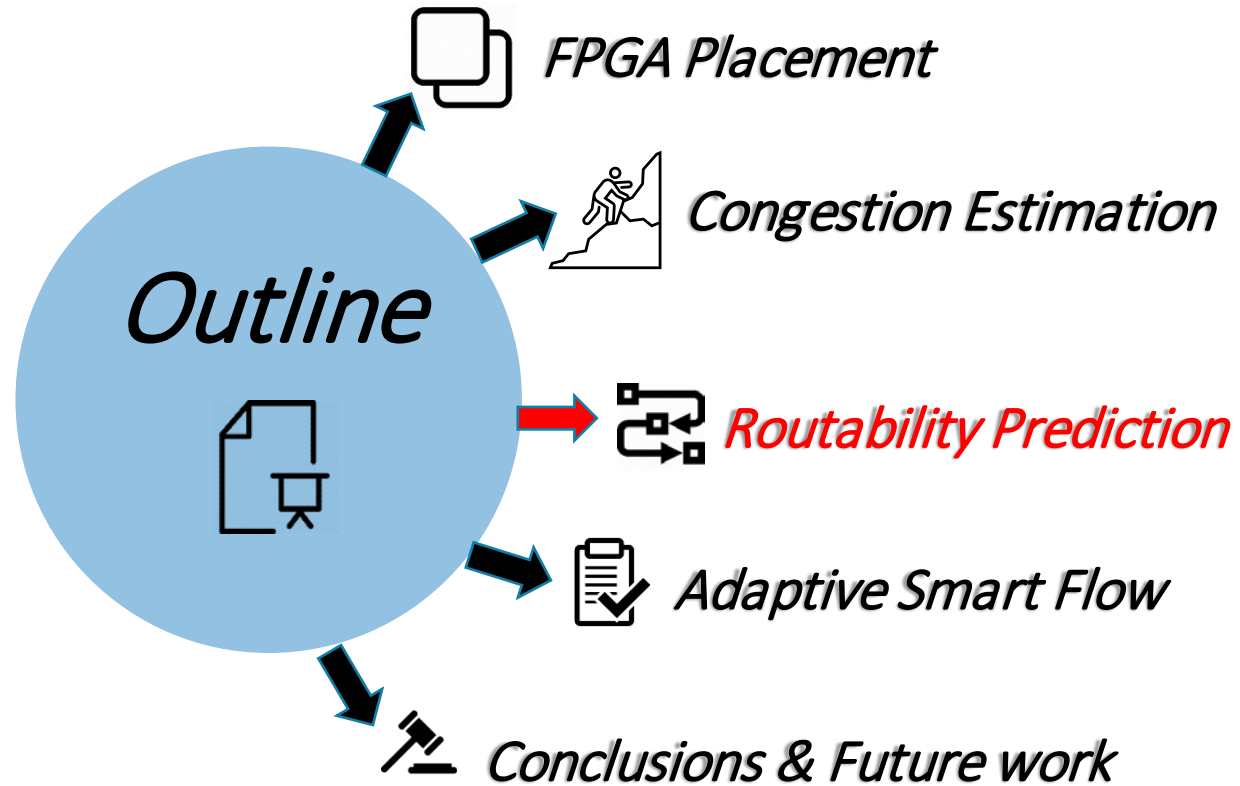 FPGA Placement
Congestion Estimation
Outline
Routability Prediction
Adaptive Smart Flow
Conclusions & Future work